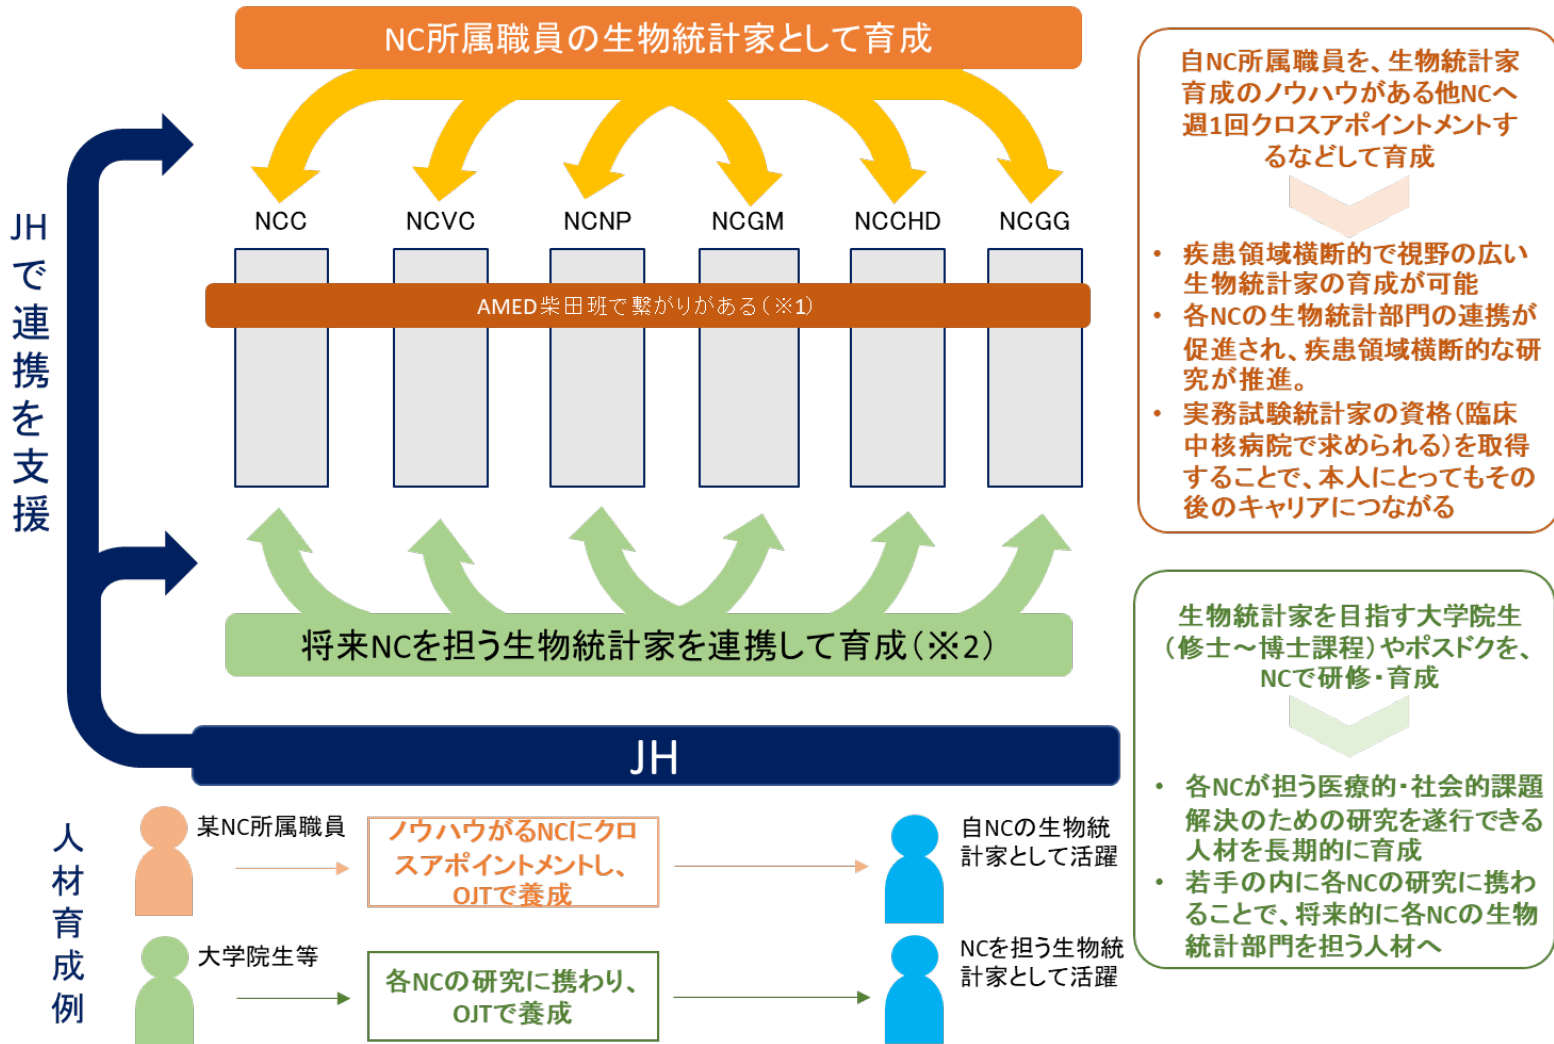 NC所属職員の生物統計家として育成
JHで連携を支援
NCC
NCVC
NCNP
NCGM
NCCHD
NCGG
AMED柴田班で繋がりがある(※1)
将来NCを担う生物統計家を連携して育成(※2)
JH
自NC所属職員を、生物統計家
育成のノウハウがある他NCへ
週1回クロスアポイントメントす
るなどして育成
• 疾患領域横断的で視野の広い
生物統計家の育成が可能
• 各NCの生物統計部門の連携が
促進され、疾患領域横断的な研
究が推進。
• 実務試験統計家の資格(臨床
中核病院で求められる)を取得
することで、本人にとってもその
後のキャリアにつながる
生物統計家を目指す大学院生
(修士～博士課程)やポスドクを、
NCで研修・育成
• 各NCが担う医療的・社会的課題
解決のための研究を遂行できる
人材を長期的に育成
• 若手の内に各NCの研究に携わ
ることで、将来的に各NCの生物
統計部門を担う人材へ
人材育成例
某NC所属職員
ノウハウがるNCにクロ
スアポイントメントし、
OJTで養成
自NCの生物統
計家として活躍
大学院生等
各NCの研究に携わり、
OJTで養成
NCを担う生物統
計家として活躍